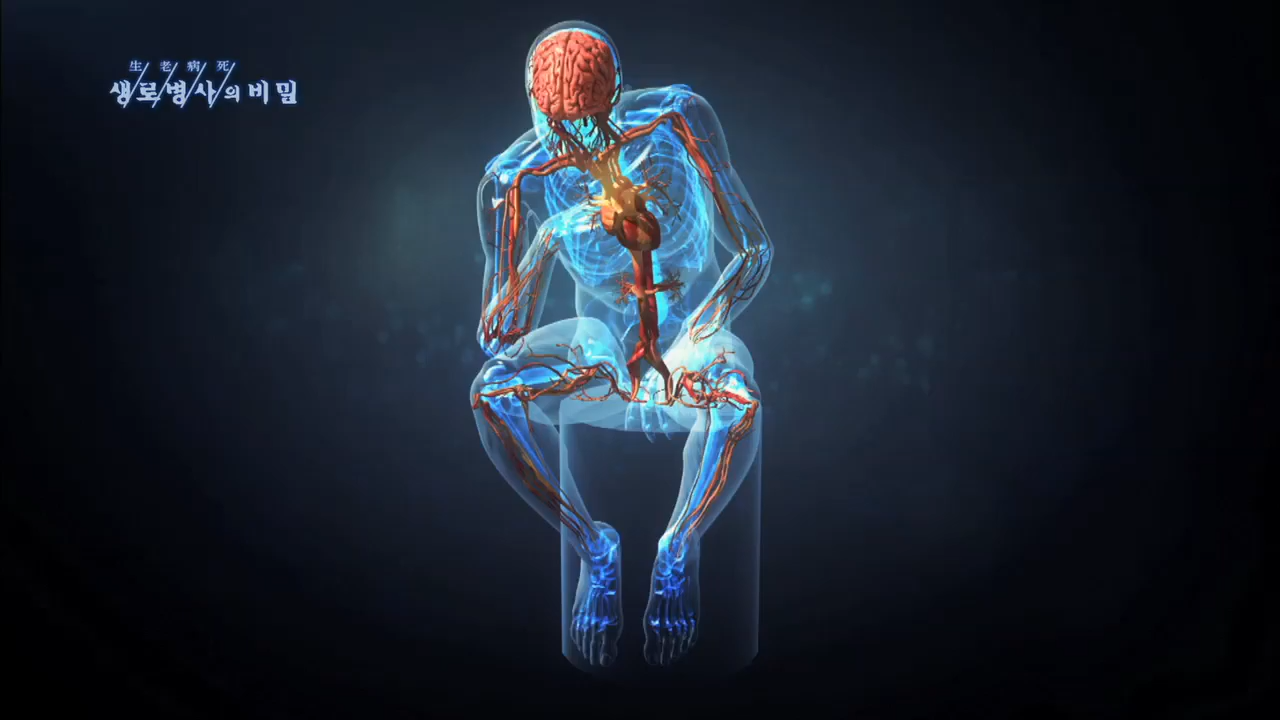 生 老 病 死
생로병사의 비밀